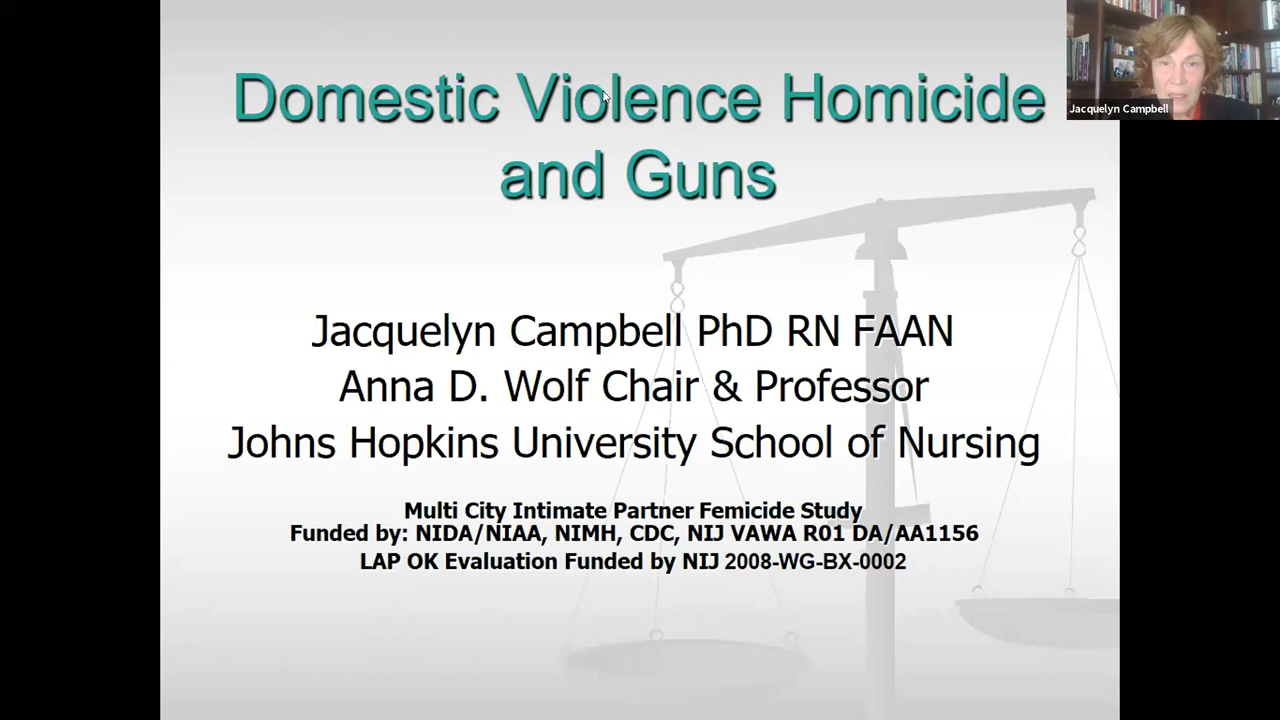 Domestic Violence Homicide
and Guns
Jacquelyn Campbell
Jacquelyn Campbell PhD RN FAAN
Anna D. Wolf Chair & Professor
Johns Hopkins University School of Nursing
Multi City Intimate Partner Femicide Study
Funded by: NIDA/NIAA, NIMH, CDC, NIJ VAWA R01 DA/AA1156
LAP OK Evaluation Funded by NIJ 2008-WG-BX-0002